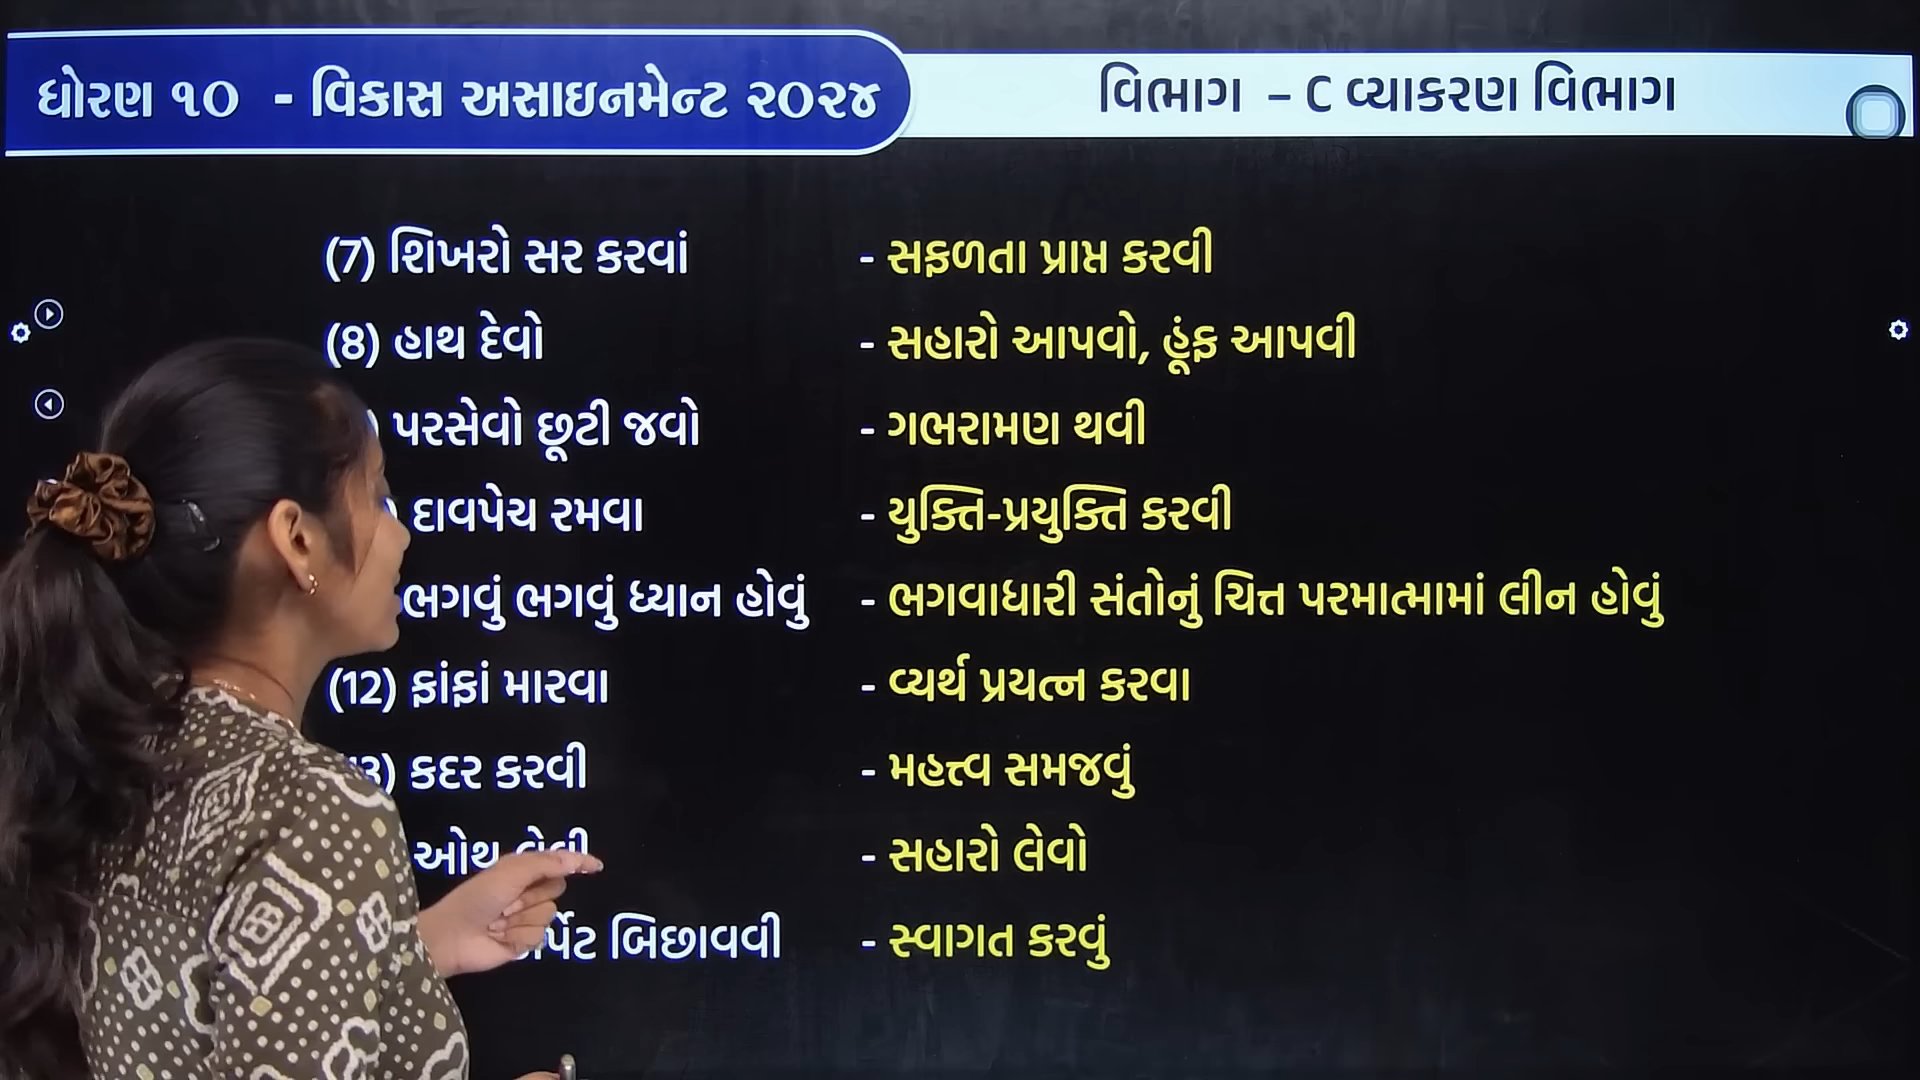 ધોરણ ૧૦ - વિકાસ અસાઇનમેન્ટ ૨૦૨૪
વિભાગ – C વ્યાકરણ વિભાગ
(7) શિખરો સર કરવાં - સફળતા પ્રાપ્ત કરવી
(8) હાથ દેવો - સહારો આપવો, હૂંફ આપવી
) પરસેવો છૂટી જવો - ગભરામણ થવી
) દાવપેચ રમવા - યુક્તિ-પ્રયુક્તિ કરવી
ભગવું ભગવું ધ્યાન હોવું - ભગવાધારી સંતોનું ચિત્ત પરમાત્મામાં લીન હોવું
(12) ફાંફાં મારવા - વ્યર્થ પ્રયત્ન કરવા
3) કદર કરવી - મહત્ત્વ સમજવું
ઓથ લેવી - સહારો લેવો
બિછાવવી - સ્વાગત કરવું